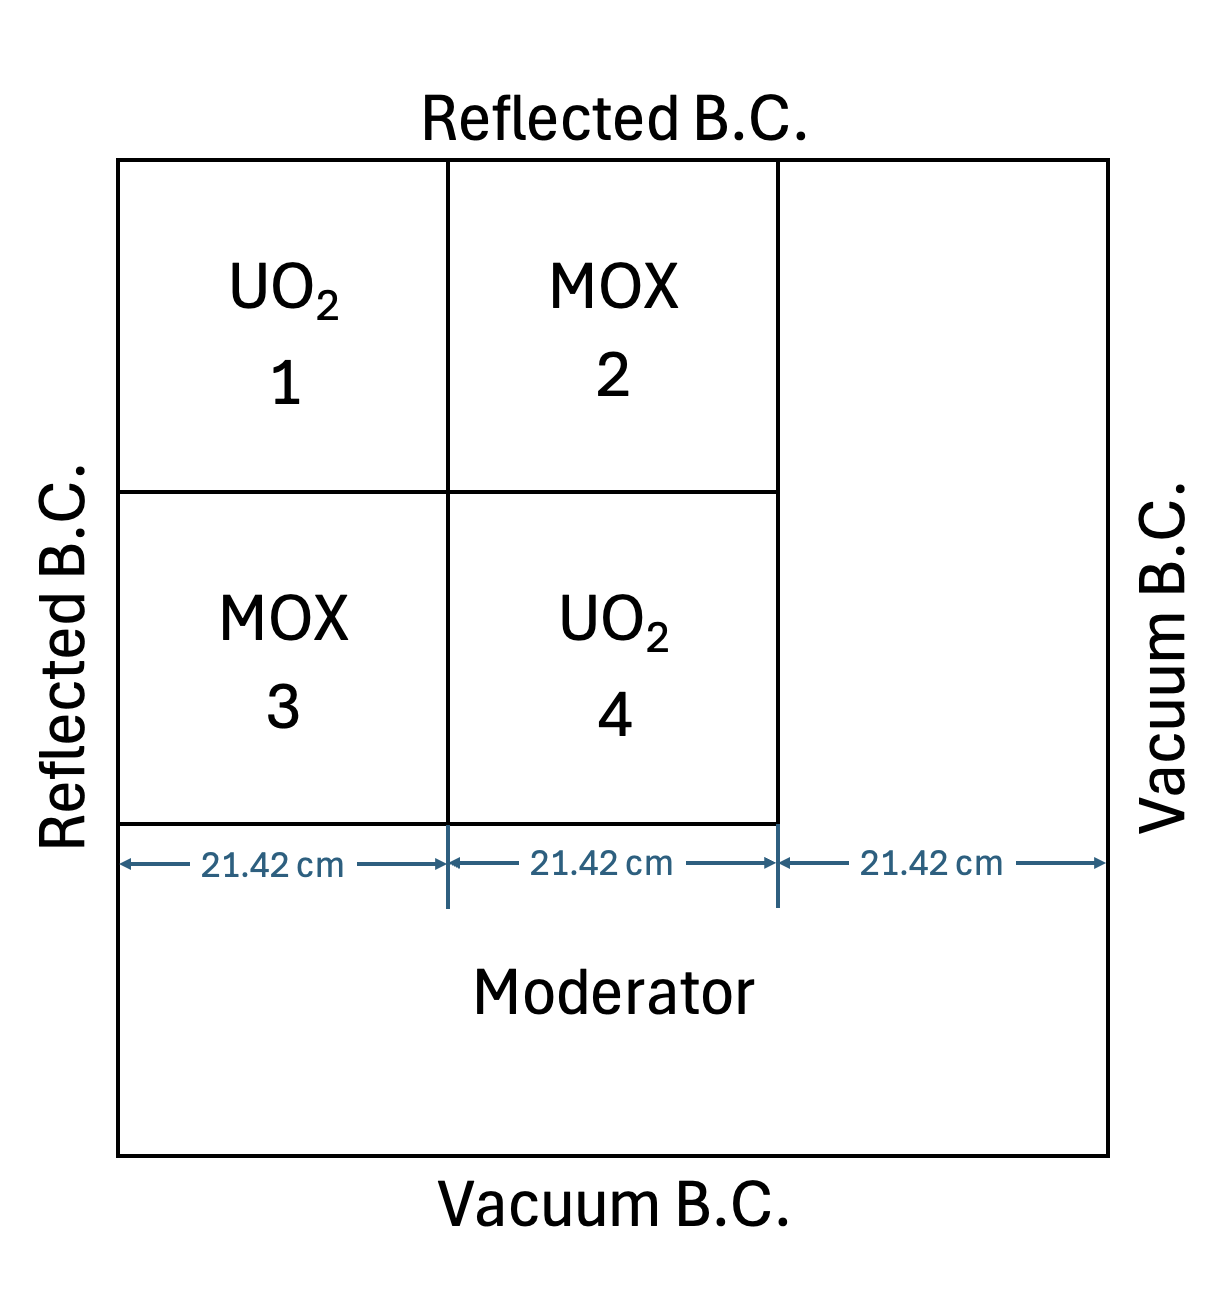 Reflected B.C.
UO₂
1
MOX
2
Reflected B.C.
Vacuum B.C.
MOX
3
UO₂
4
21.42 cm
21.42 cm
21.42 cm
Moderator
Vacuum B.C.